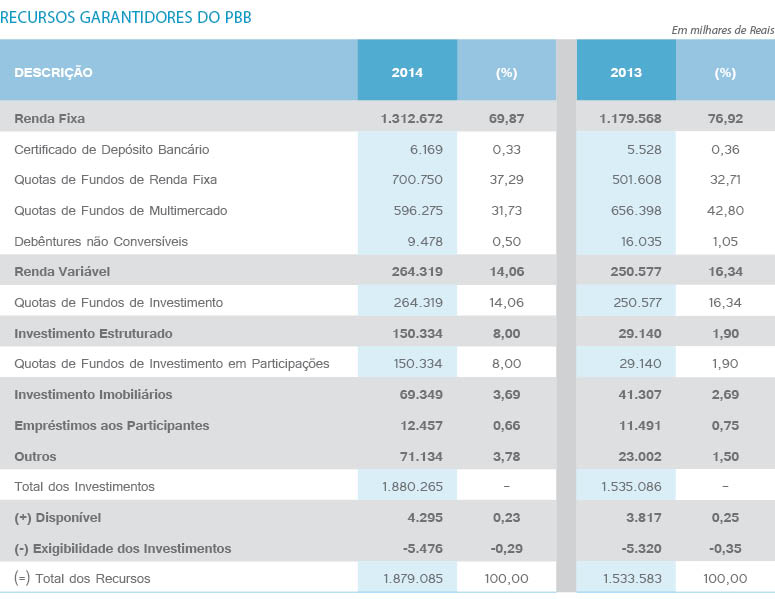 RECURSOS GARANTIDORES DO PBB
Em milhares de Reais
DESCRIÇÃO 2014 (%) 2013 (%)
Renda Fixa 1.312.672 69,87 1.179.568 76,92
Certificado de Depósito Bancário 6.169 0,33 5.528 0,36
Quotas de Fundos de Renda Fixa 700.750 37,29 501.608 32,71
Quotas de Fundos de Multimercado 596.275 31,73 656.398 42,80
Debêntures não Conversíveis 9.478 0,50 16.035 1,05
Renda Variável 264.319 14,06 250.577 16,34
Quotas de Fundos de Investimento 264.319 14,06 250.577 16,34
Investimento Estruturado 150.334 8,00 29.140 1,90
Quotas de Fundos de Investimento em Participações 150.334 8,00 29.140 1,90
Investimento Imobiliários 69.349 3,69 41.307 2,69
Empréstimos aos Participantes 12.457 0,66 11.491 0,75
Outros 71.134 3,78 23.002 1,50
Total dos Investimentos 1.880.265 – 1.535.086 –
(+) Disponível 4.295 0,23 3.817 0,25
(-) Exigibilidade dos Investimentos -5.476 -0,29 -5.320 -0,35
(=) Total dos Recursos 1.879.085 100,00 1.533.583 100,00